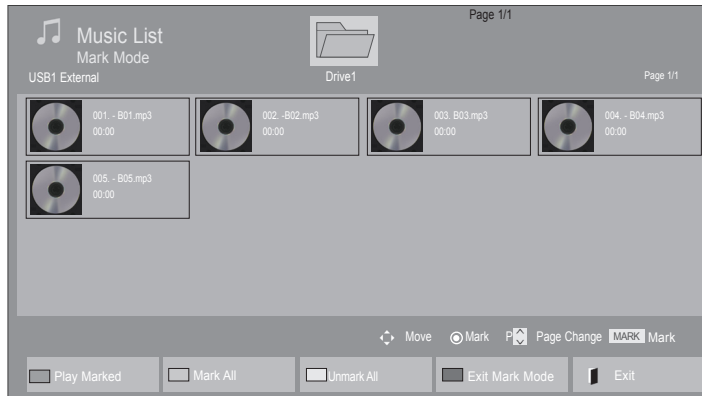 Page 1/1
Music List
Mark Mode
USB1 External
Drive1
Page 1/1
001. - B01.mp3
00:00
002. -B02.mp3
00:00
003. B03.mp3
00:00
004. - B04.mp3
00:00
005. - B05.mp3
00:00
Move Mark P Page Change MARK Mark
Play Marked Mark All Unmark All Exit Mark Mode Exit